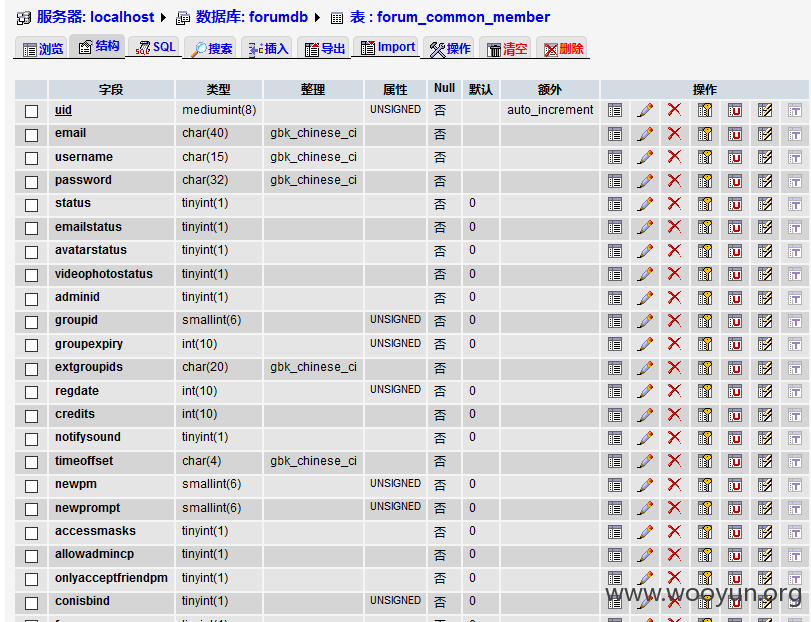 服务器: localhost 数据库: forumdb 表 : forum_common_member
浏览 结构 SQL 搜索 插入 导出 Import 操作 清空 删除
字段 类型 整理 属性 Null 默认 额外 操作
uid mediumint(8) UNSIGNED 否 auto_increment
email char(40) gbk_chinese_ci 否
username char(15) gbk_chinese_ci 否
password char(32) gbk_chinese_ci 否
status tinyint(1) 否 0
emailstatus tinyint(1) 否 0
avatarstatus tinyint(1) 否 0
videophotostatus tinyint(1) 否 0
adminid tinyint(1) 否 0
groupid smallint(6) UNSIGNED 否 0
groupexpiry int(10) UNSIGNED 否 0
extgroupids char(20) gbk_chinese_ci 否
regdate int(10) UNSIGNED 否 0
credits int(10) 否 0
notifysound tinyint(1) 否 0
timeoffset char(4) gbk_chinese_ci 否
newpm smallint(6) UNSIGNED 否 0
newprompt smallint(6) UNSIGNED 否 0
accessmasks tinyint(1) 否 0
allowadmincp tinyint(1) 否 0
onlyacceptfriendpm tinyint(1) 否 0
conisbind tinyint(1) UNSIGNED 否 0
www.wooyun.org